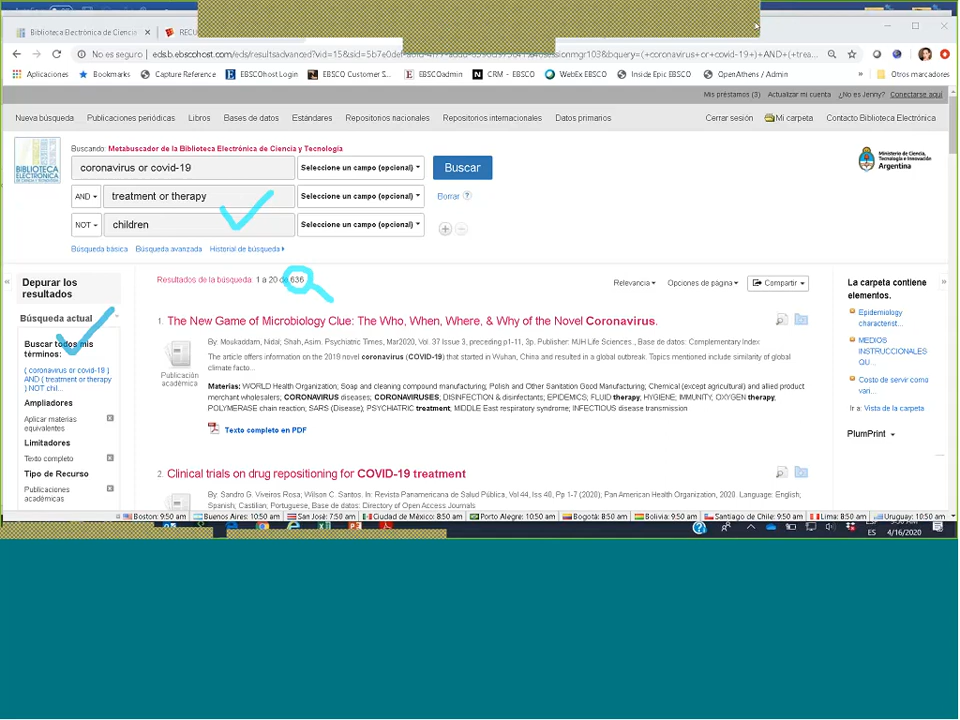 Biblioteca Electrónica de Ciencia
No es seguro
Aplicaciones
Bookmarks
Capture Reference
EBSCOhost Login
EBSCO Customer S...
EBSCOadmin
CRM - EBSCO
WebEx EBSCO
Inside Epic EBSCO
OpenAthens / Admin
»
Otros marcadores
Mis préstamos (3) Actualizar mi cuenta ¿No es Jenny? Conectarse aquí
Nueva búsqueda Publicaciones periódicas Libros Bases de datos Estándares Repositorios nacionales Repositorios internacionales Datos primarios Cerrar sesión Mi carpeta Contacto Biblioteca Electrónica
BIBLIOTECA
ELECTRÓNICA
DE CIENCIA
Buscando: Metabuscador de la Biblioteca Electrónica de Ciencia y Tecnología
coronavirus or covid-19 Seleccione un campo (opcional) Buscar
AND treatment or therapy Seleccione un campo (opcional) Borrar ?
NOT children Seleccione un campo (opcional)
Búsqueda básica Búsqueda avanzada Historial de búsqueda
Ministerio de Ciencia,
Tecnología e Innovación
Argentina
Depurar los
resultados
Búsqueda actual
Buscar todos mis
términos:
( coronavirus or covid-19 )
AND ( treatment or therapy
) NOT chil...
Ampliadores
Aplicar materias
equivalentes
Limitadores
Texto completo
Tipo de Recurso
Publicaciones
académicas
Resultados de la búsqueda: 1 a 20 de 636
Relevancia Opciones de página Compartir
1. The New Game of Microbiology Clue: The Who, When, Where, & Why of the Novel Coronavirus.
Publicación
académica
By: Moukaddam, Nidal; Shah, Asim. Psychiatric Times, Mar2020, Vol. 37 Issue 3, preceding p1-11, 3p. Publisher: MJH Life Sciences., Base de datos: Complementary Index
The article offers information on the 2019 novel coronavirus (COVID-19) that started in Wuhan, China and resulted in a global outbreak. Topics mentioned include similarity of global
climate facto...
Materias: WORLD Health Organization; Soap and cleaning compound manufacturing; Polish and Other Sanitation Good Manufacturing; Chemical (except agricultural) and allied product
merchant wholesalers; CORONAVIRUS diseases; CORONAVIRUSES; DISINFECTION & disinfectants; EPIDEMICS; FLUID therapy; HYGIENE; IMMUNITY; OXYGEN therapy;
POLYMERASE chain reaction; SARS (Disease); PSYCHIATRIC treatment; MIDDLE East respiratory syndrome; INFECTIOUS disease transmission
Texto completo en PDF
2. Clinical trials on drug repositioning for COVID-19 treatment
By: Sandro G. Viveiros Rosa; Wilson C. Santos. In: Revista Panamericana de Salud Pública, Vol 44, Iss 46, Pp 1-7 (2020); Pan American Health Organization, 2020. Language: English;
Spanish; Castilian; Portuguese, Base de datos: Directory of Open Access Journals
La carpeta contiene
elementos.
Epidemiology
characterist...
MEDIOS
INSTRUCCIONALES
QU...
Costo de servir como
vari...
Ir a: Vista de la carpeta
PlumPrint
Boston: 9:50 am Buenos Aires: 10:50 am San José: 7:50 am Ciudad de México: 8:50 am Porto Alegre: 10:50 am Bogotá: 8:50 am Bolivia: 9:50 am Santiago de Chile: 9:50 am Lima: 8:50 am Uruguay: 10:50 am
ES 4/16/2020